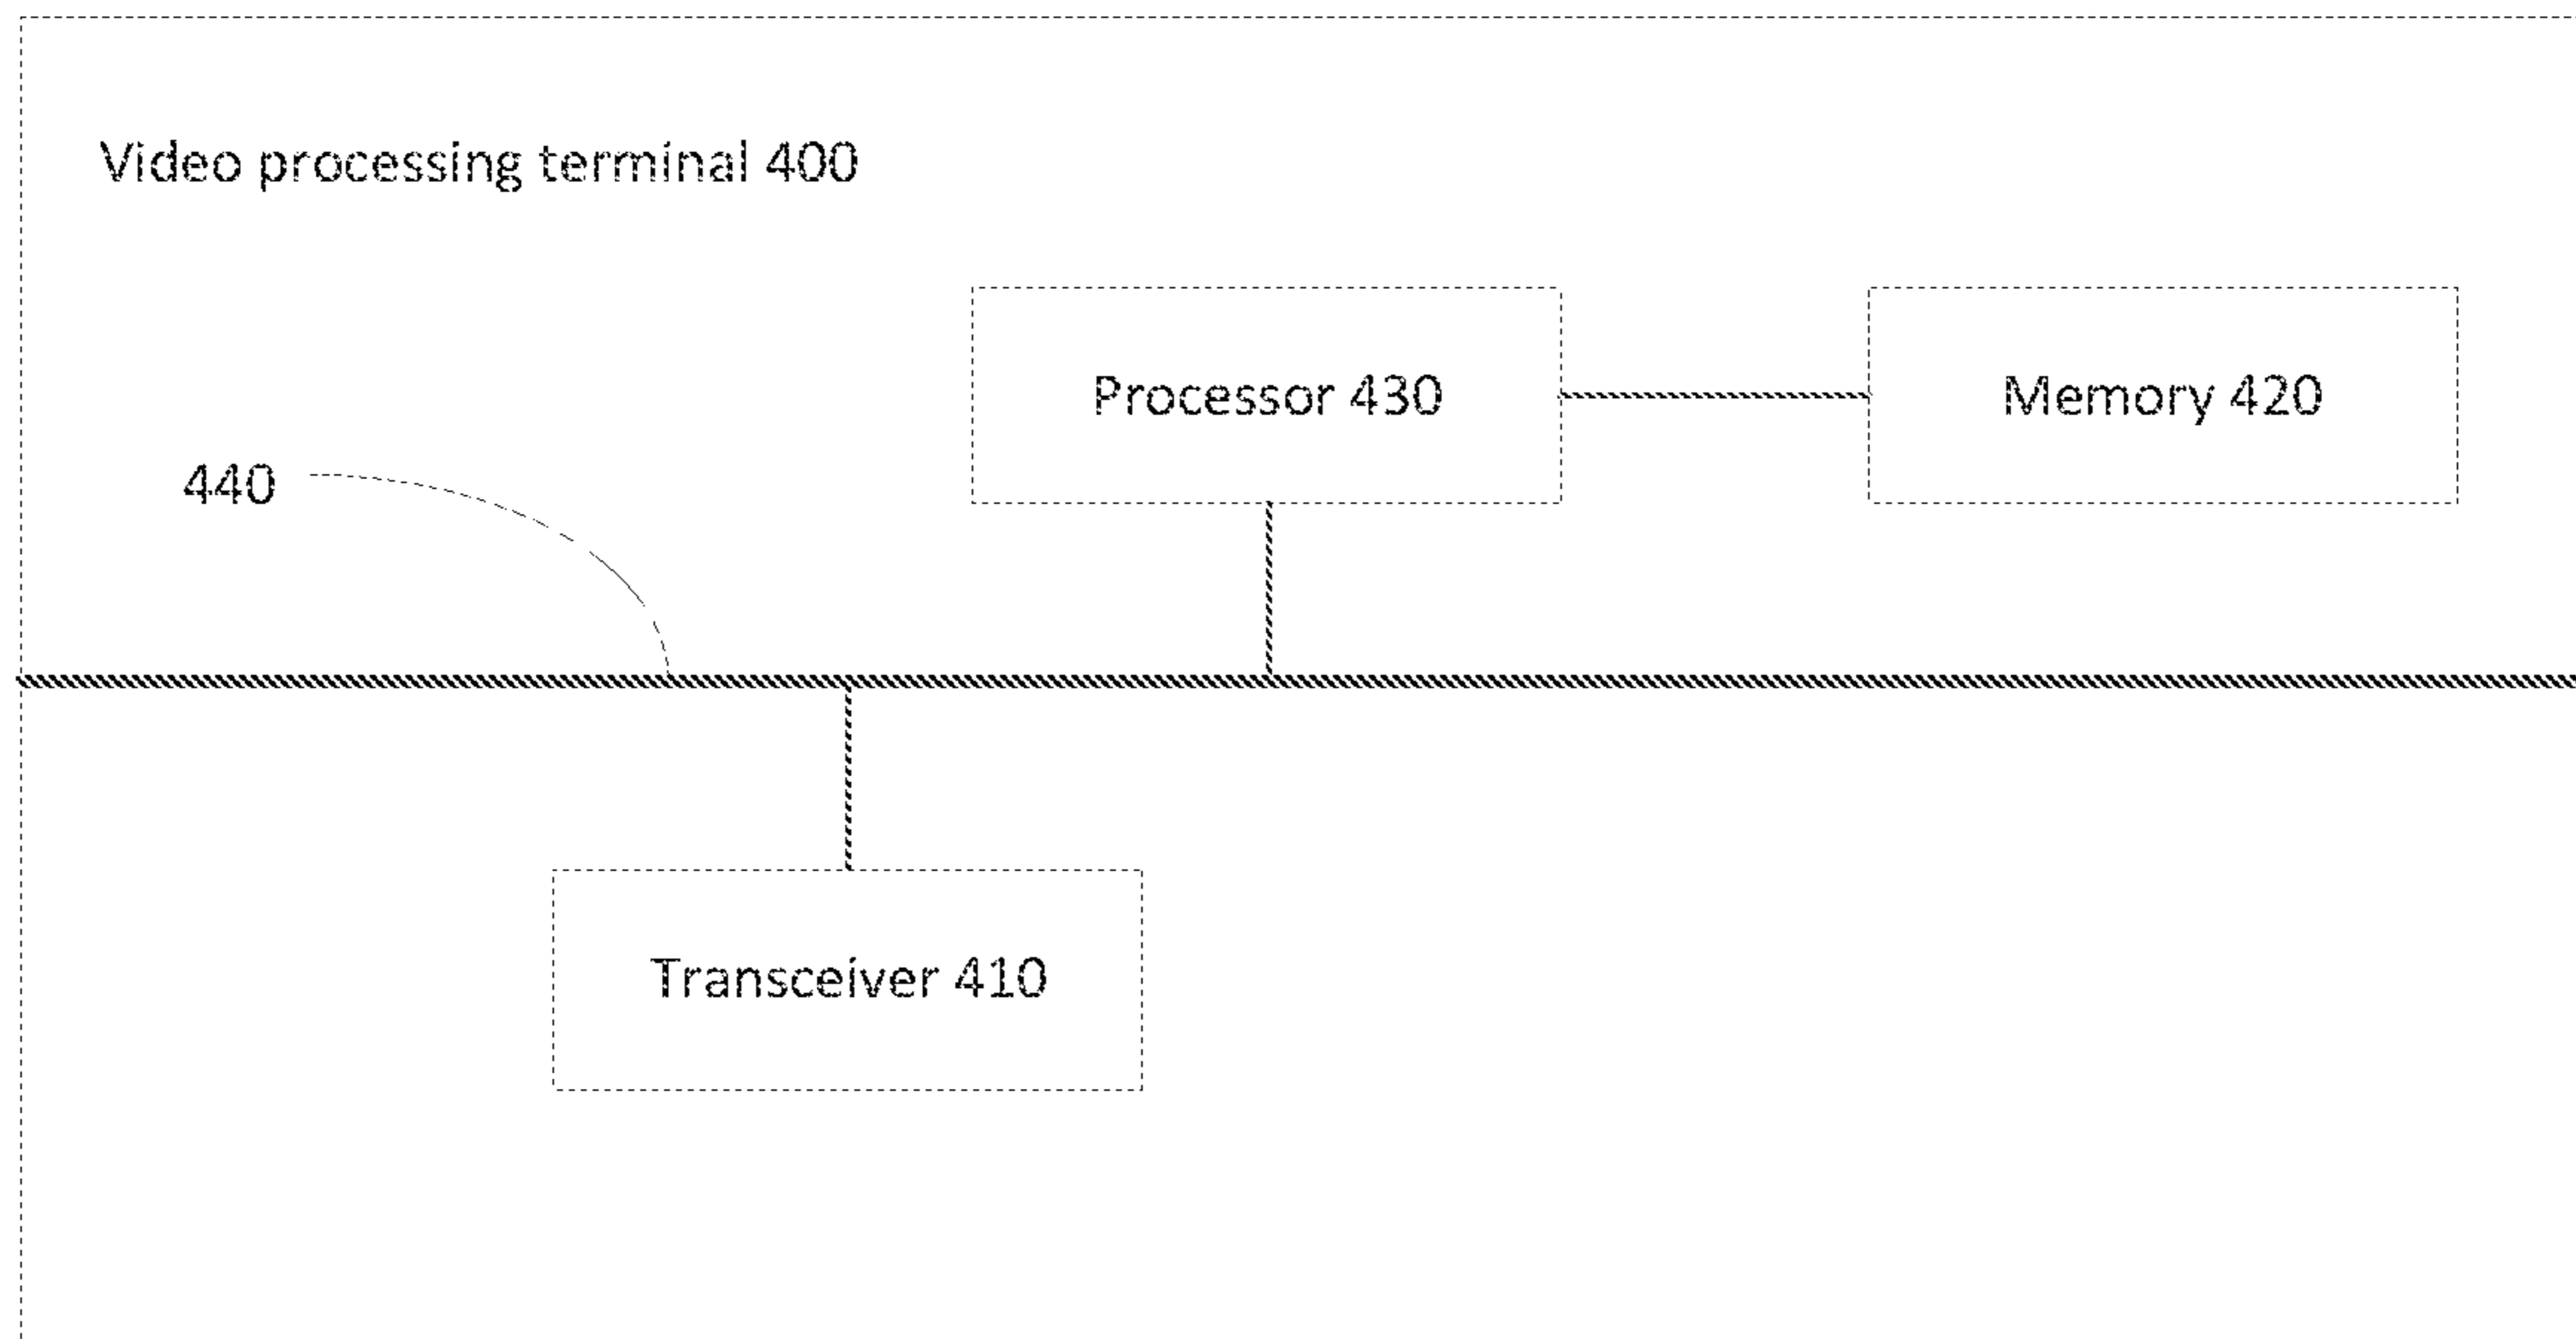 Video processing terminal 400
Processor 430
Memory 420
440
Transceiver 410